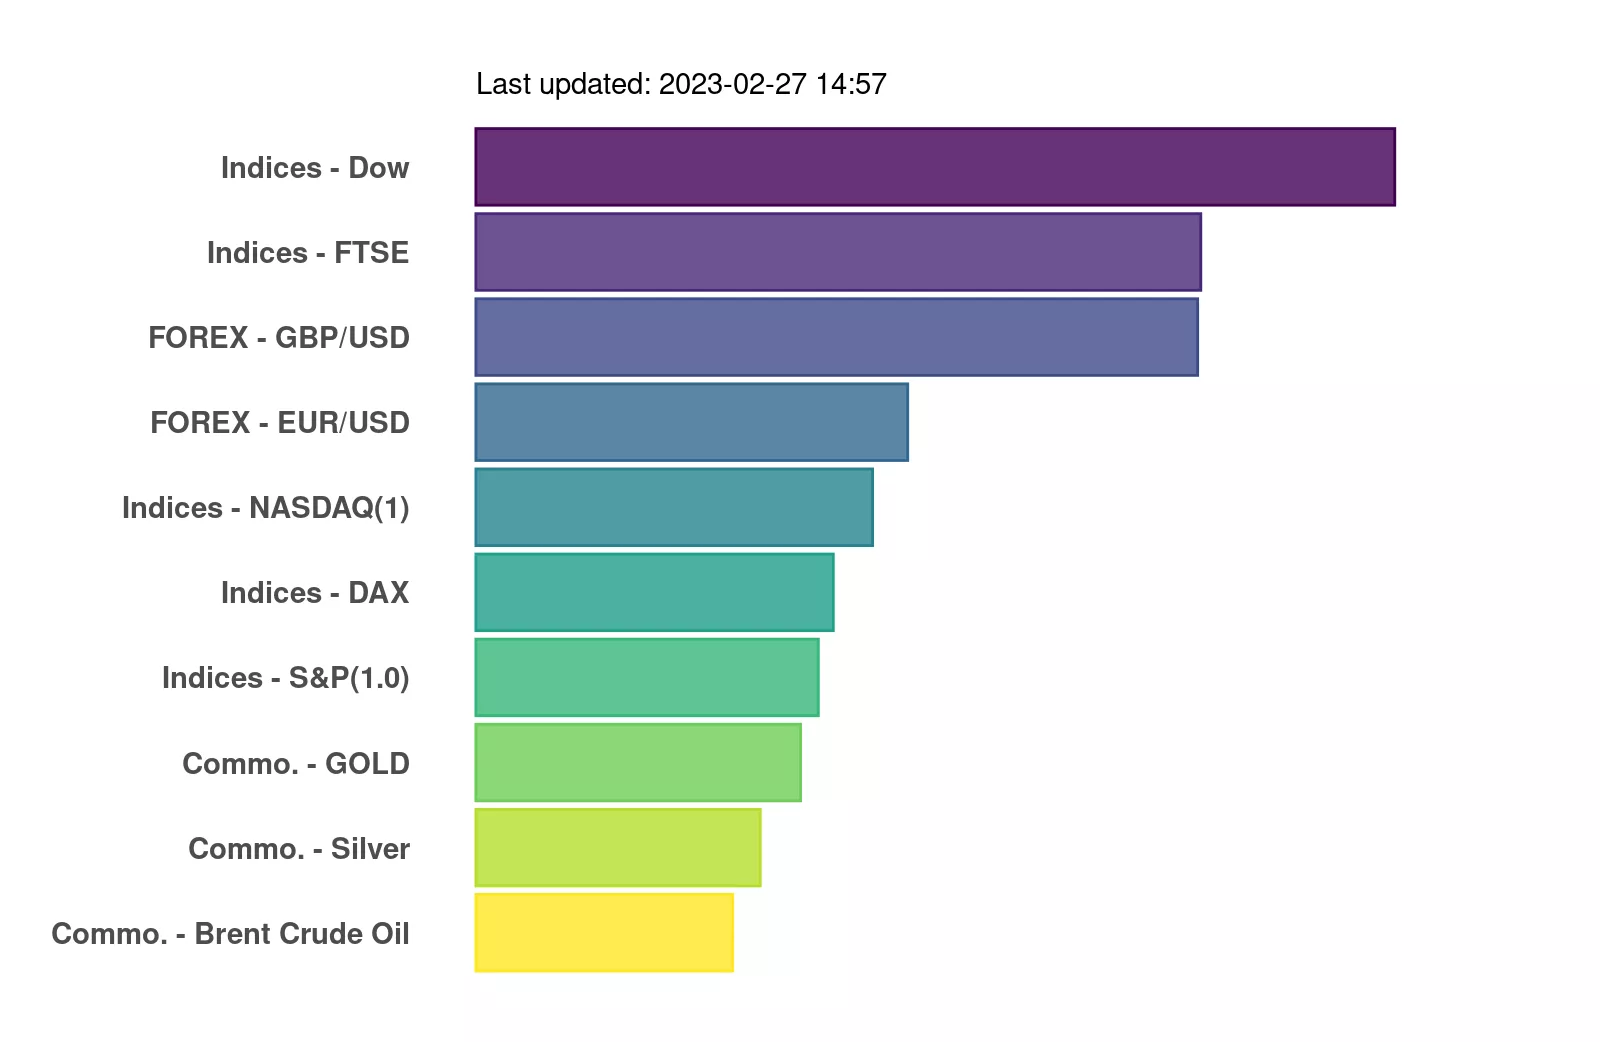 Last updated: 2023-02-27 14:57
Indices - Dow
Indices - FTSE
FOREX - GBP/USD
FOREX - EUR/USD
Indices - NASDAQ(1)
Indices - DAX
Indices - S&P(1.0)
Commo. - GOLD
Commo. - Silver
Commo. - Brent Crude Oil